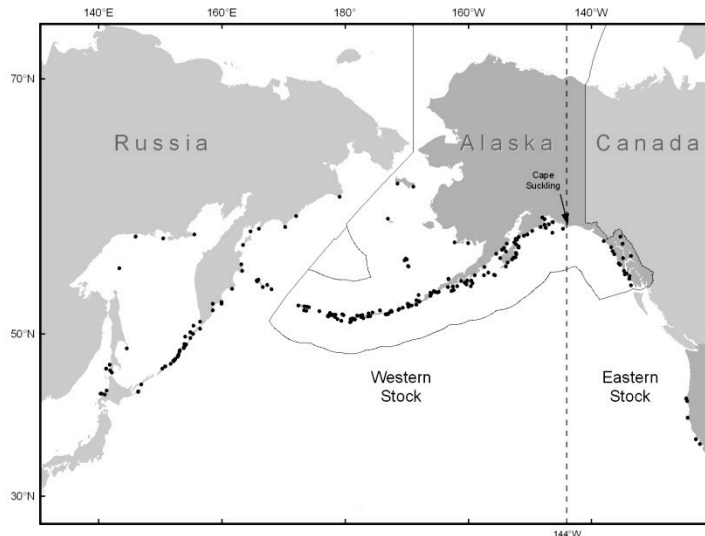 140°E 160°E 180° 160°W 140°W
70°N
Russia Alaska Canada
Cape
Suckling
50°N
Western
Stock
Eastern
Stock
30°N
144°W